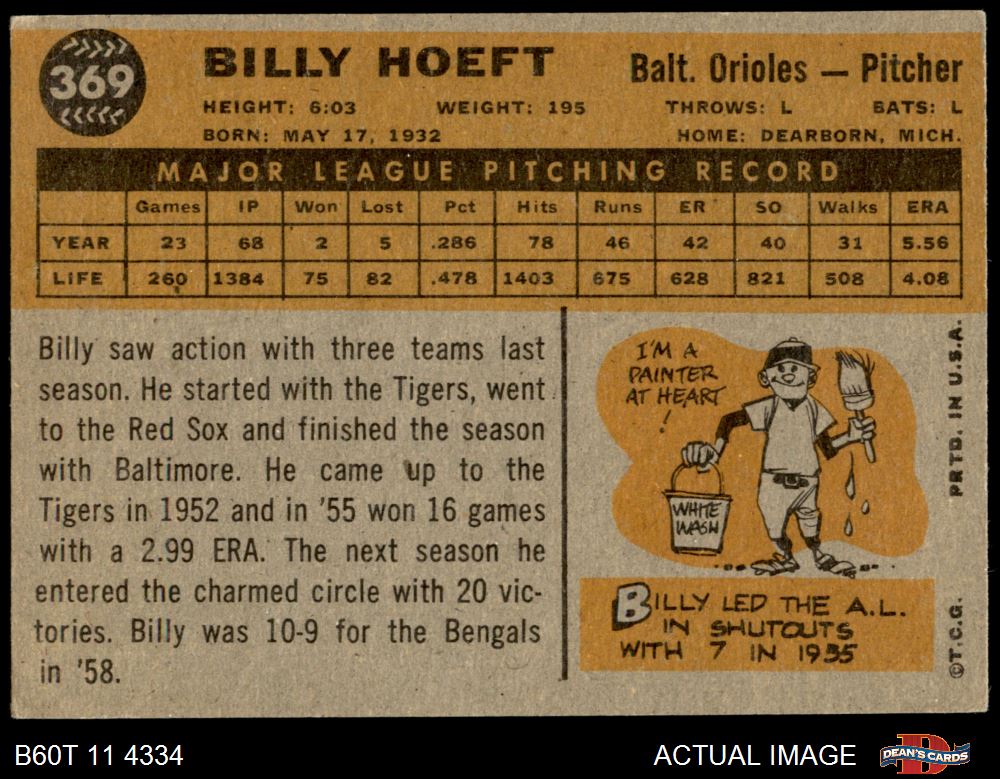 369
BILLY HOEFT
Balt. Orioles — Pitcher
HEIGHT: 6:03 WEIGHT: 195 THROWS: L BATS: L
BORN: MAY 17, 1932 HOME: DEARBORN, MICH.
MAJOR LEAGUE PITCHING RECORD
Games IP Won Lost Pct Hits Runs ER SO Walks ERA
YEAR 23 68 2 5 .286 78 46 42 40 31 5.56
LIFE 260 1384 75 82 .478 1403 675 628 821 508 4.08
Billy saw action with three teams last
season. He started with the Tigers, went
to the Red Sox and finished the season
with Baltimore. He came up to the
Tigers in 1952 and in '55 won 16 games
with a 2.99 ERA. The next season he
entered the charmed circle with 20 vic-
tories. Billy was 10-9 for the Bengals
in '58.
I'M A
PAINTER
AT HEART
!
WHITE
WASH
BILLY LED THE A.L.
IN SHUTOUTS
WITH 7 IN 1955
©T.C.G. PRTD. IN U.S.A.
B60T 11 4334
ACTUAL IMAGE
DEAN'S CARDS